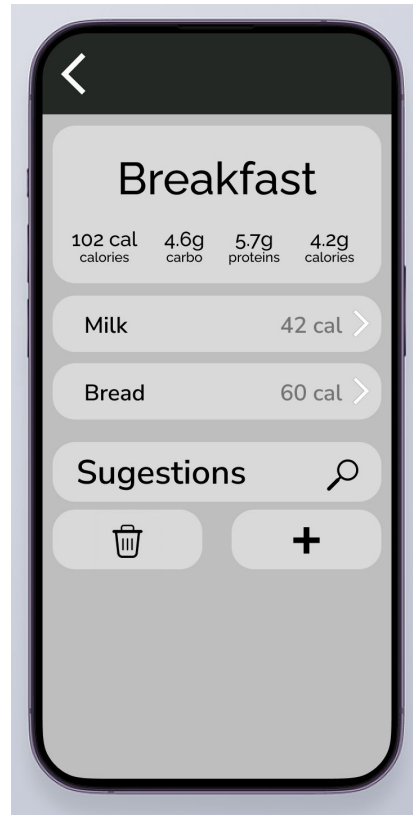 Breakfast
102 cal 4.6g 5.7g 4.2g
calories carbo proteins calories
Milk 42 cal
Bread 60 cal
Sugestions